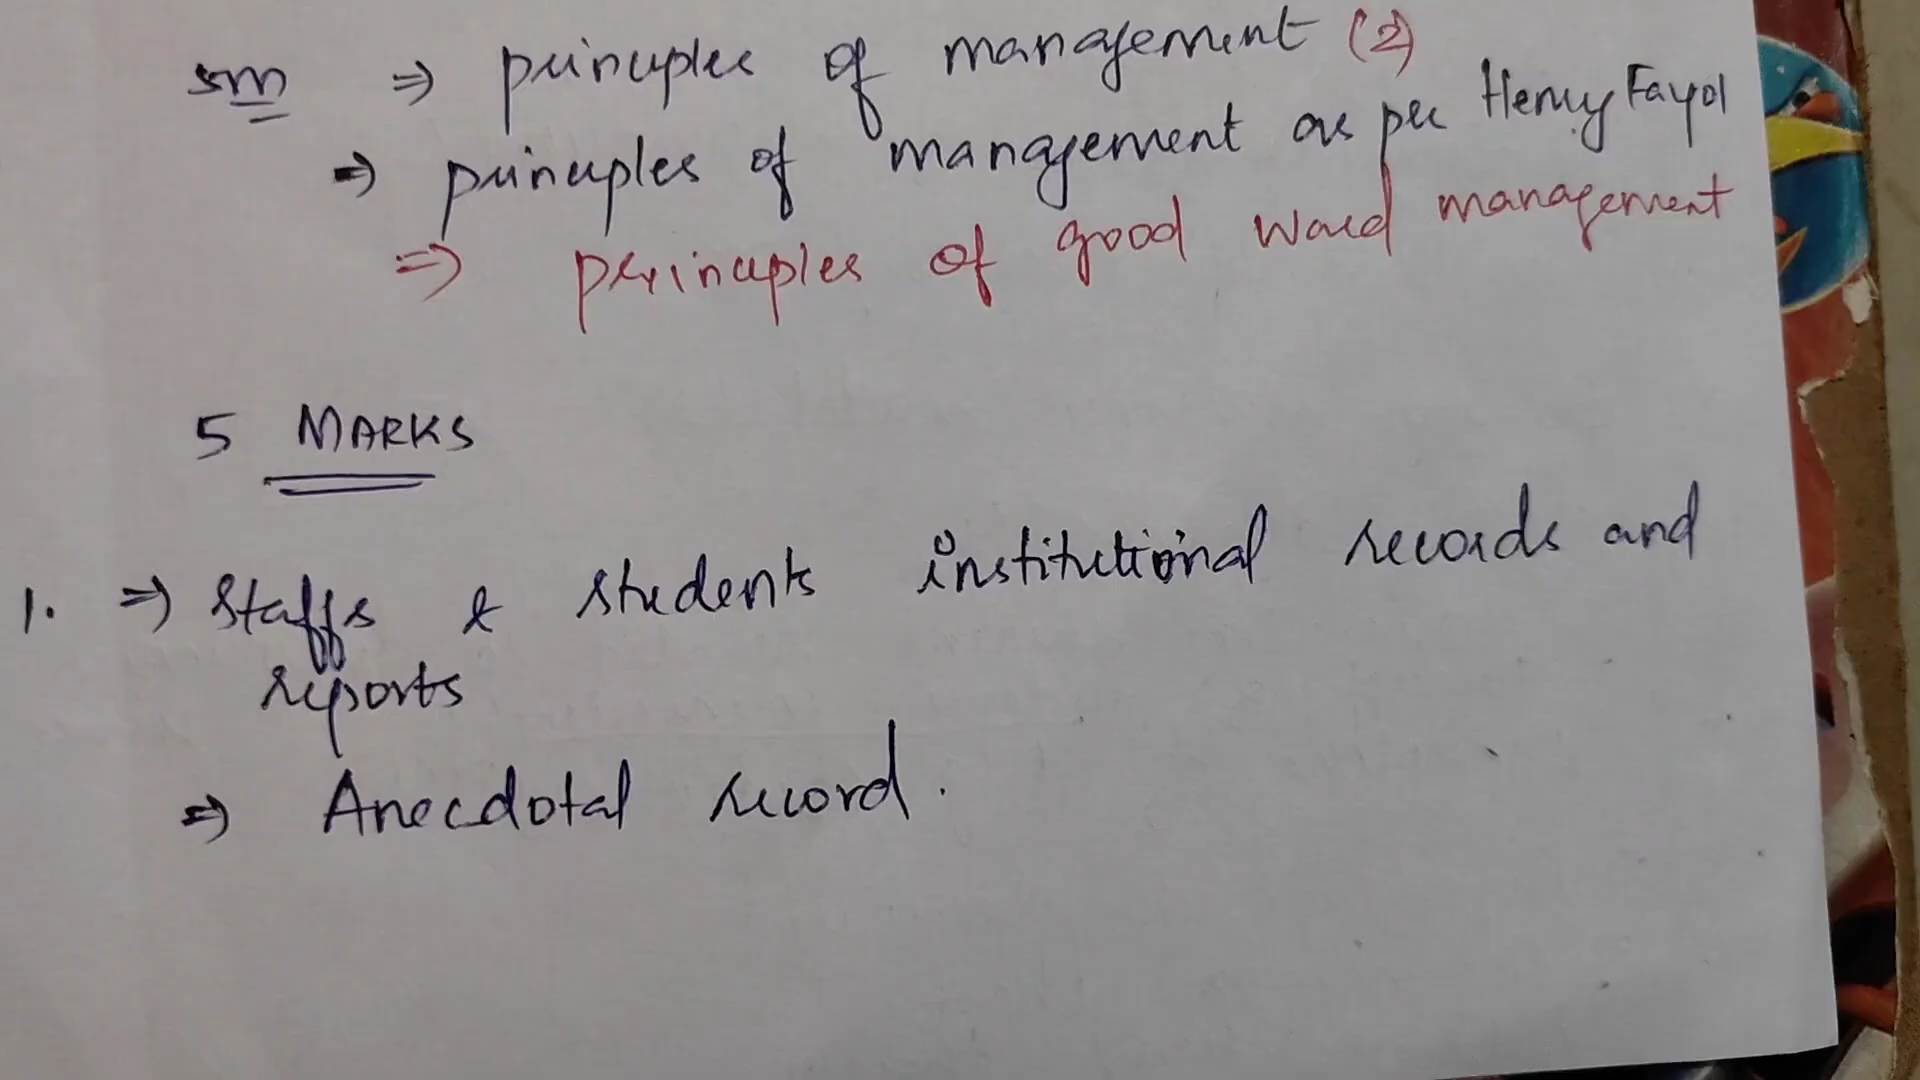 5m ⇒ principles of management (2)
⇒ principles of management as per Henry Fayol
⇒ principles of good ward management
5 MARKS
1. ⇒ Staffs & students institutional records and
reports
⇒ Anecdotal record.